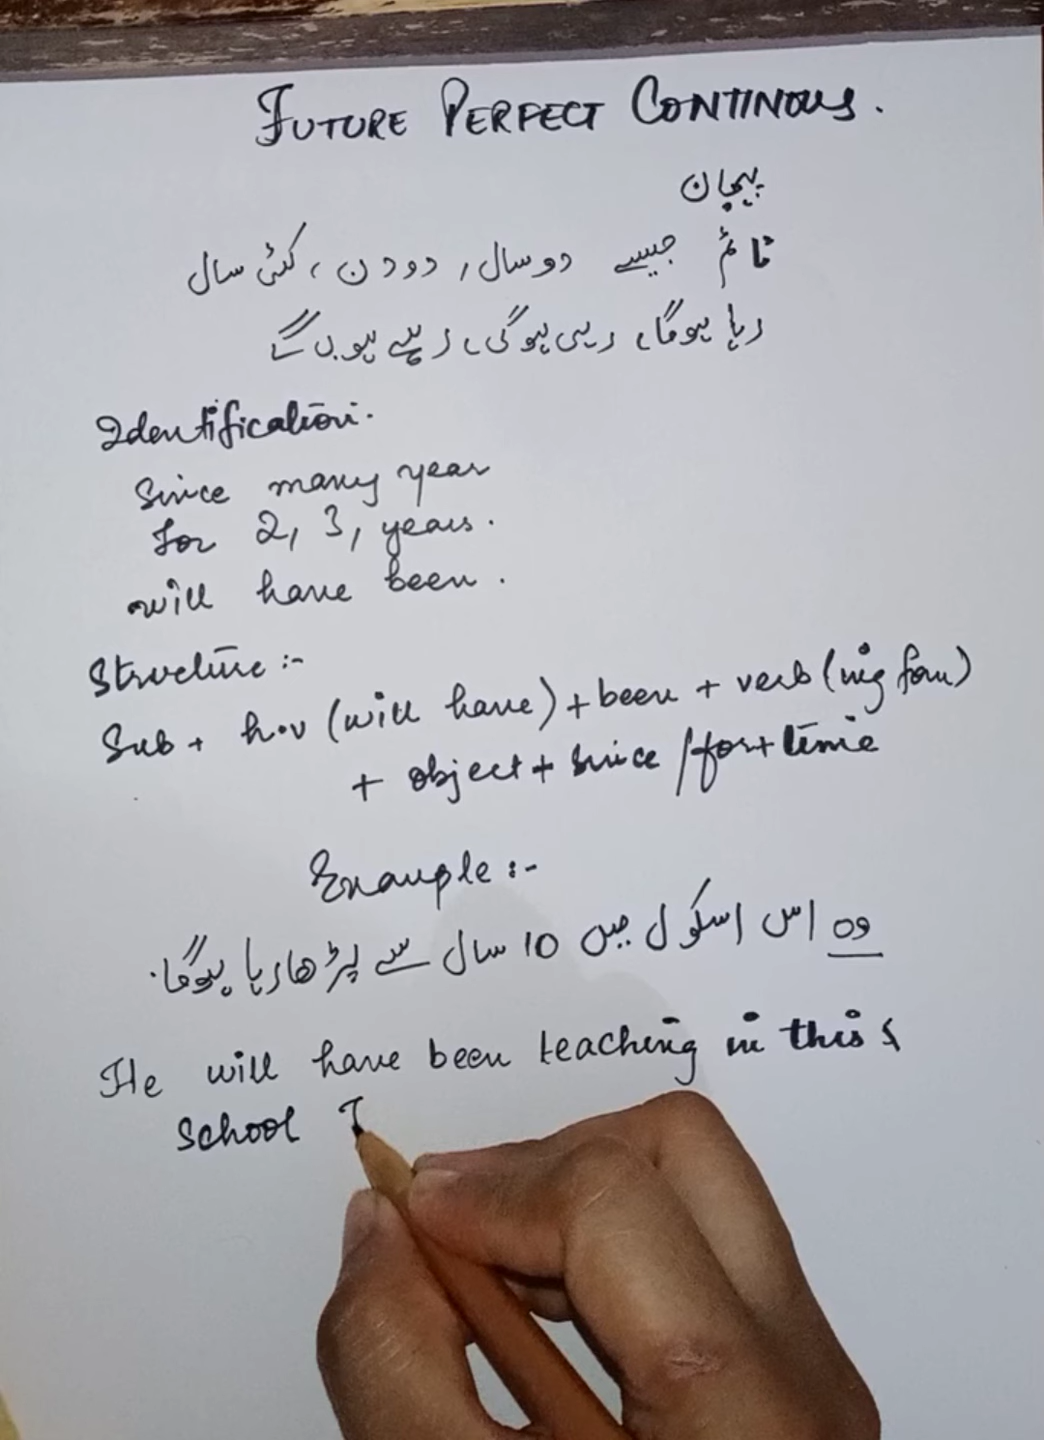 FUTURE PERFECT CONTINOUS.
پہچان
ٹائم جیسے دو سال، دو دن، کئی سال
رہا ہوگا، رہی ہوگی، رہے ہوں گے
Identification.
Since many year
For 2, 3, years.
will have been.
Structure :-
Sub + h.v (will have) + been + verb (ing form)
+ object + since / for + time
Example :-
وہ اس اسکول میں 10 سال سے پڑھا رہا ہوگا.
He will have been teaching in this s
school